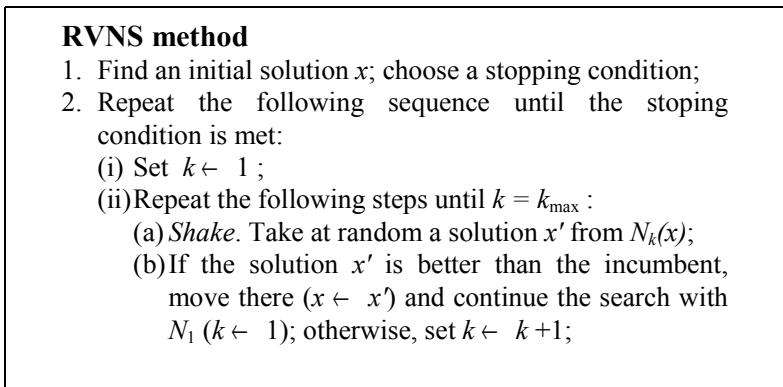 RVNS method
1. Find an initial solution x; choose a stopping condition;
2. Repeat the following sequence until the stoping
condition is met:
(i) Set k ← 1 ;
(ii)Repeat the following steps until k = kmax :
(a) Shake. Take at random a solution x' from Nk(x);
(b)If the solution x' is better than the incumbent,
move there (x ← x') and continue the search with
N1 (k ← 1); otherwise, set k ← k +1;